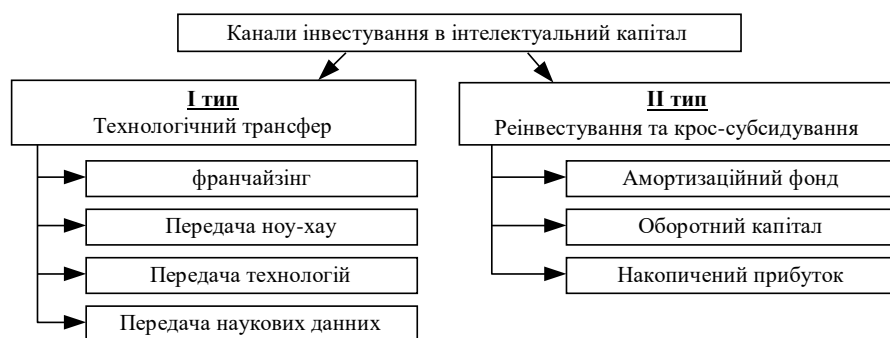 Канали інвестування в інтелектуальний капітал
І тип
Технологічний трансфер
франчайзінг
Передача ноу-хау
Передача технологій
Передача наукових данних
ІІ тип
Реінвестування та крос-субсидування
Амортизаційний фонд
Оборотний капітал
Накопичений прибуток